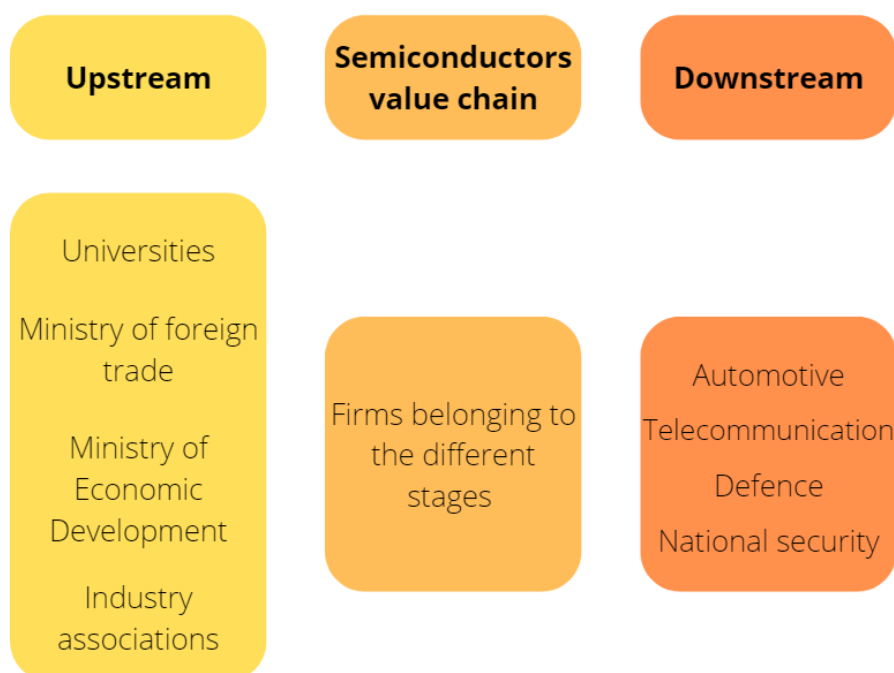 Upstream
Semiconductors
value chain
Downstream
Universities
Ministry of foreign
trade
Ministry of
Economic
Development
Industry
associations
Firms belonging to
the different
stages
Automotive
Telecommunication
Defence
National security